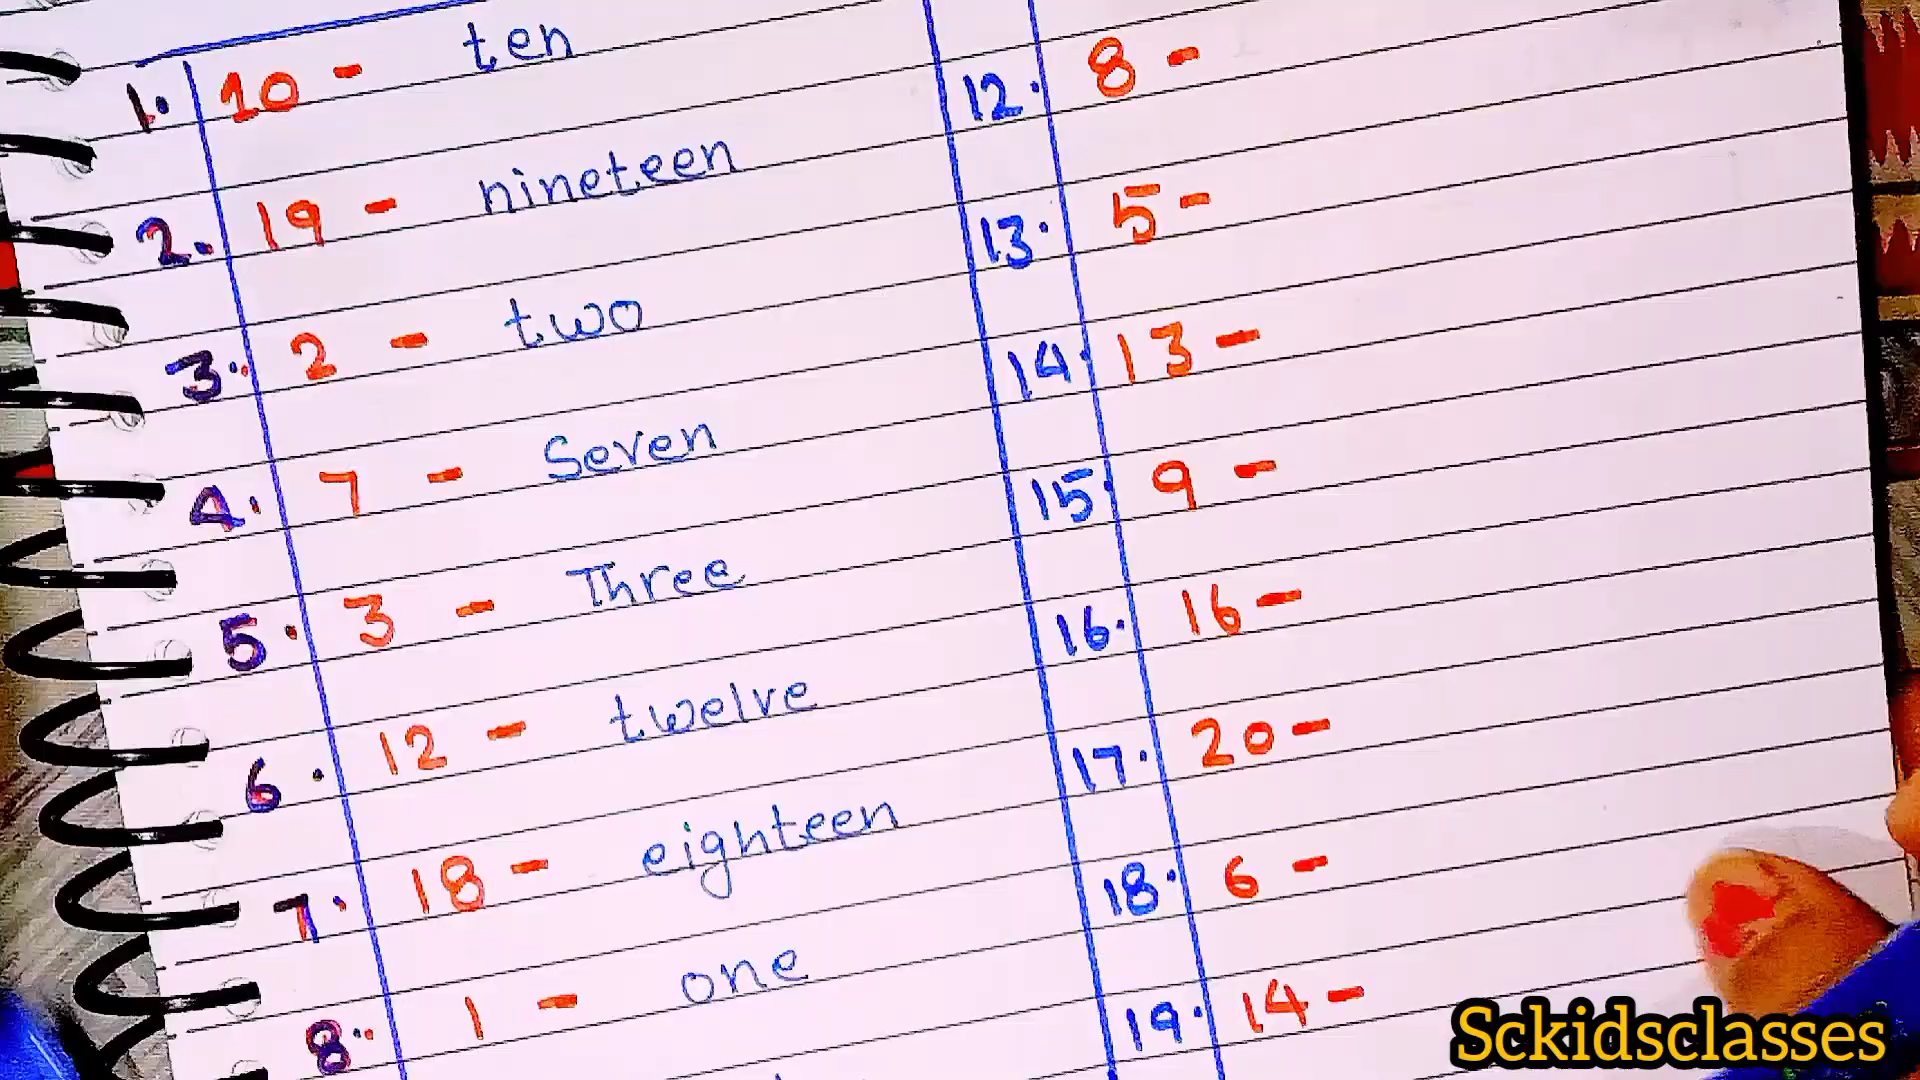 1. 10 - ten
2. 19 - nineteen
3. 2 - two
4. 7 - Seven
5. 3 - Three
6. 12 - twelve
7. 18 - eighteen
8. 1 - one
12. 8 -
13. 5 -
14. 13 -
15. 9 -
16. 16 -
17. 20 -
18. 6 -
19. 14 -
Sckidsclasses